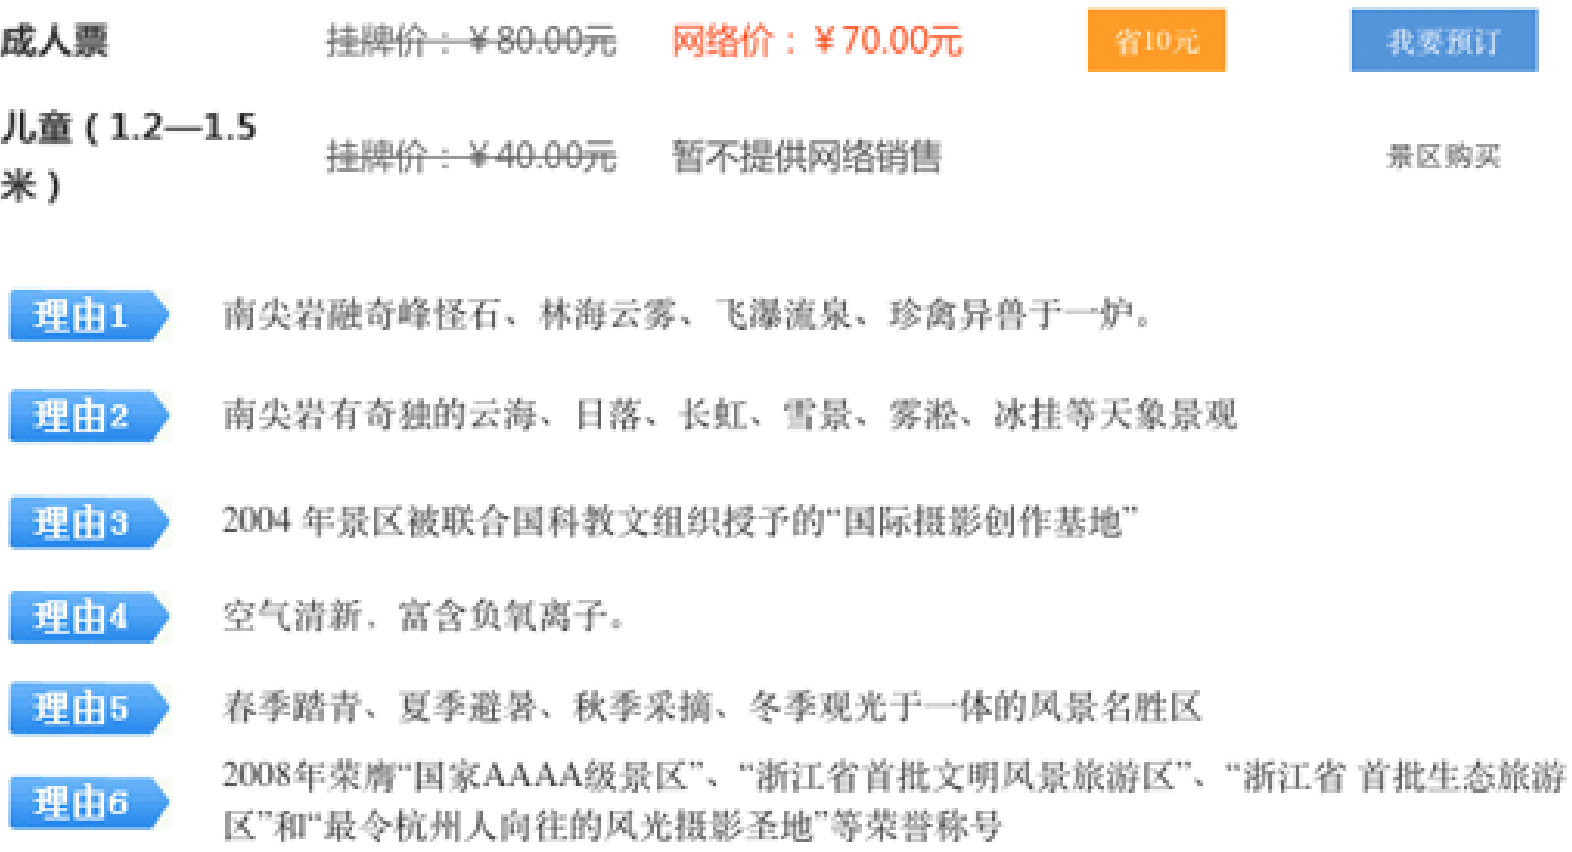 成人票 挂牌价：￥80.00元 网络价：￥70.00元 省10元 我要预订
儿童（1.2—1.5
米） 挂牌价：￥40.00元 暂不提供网络销售 景区购买
理由1 南尖岩融奇峰怪石、林海云雾、飞瀑流泉、珍禽异兽于一炉。
理由2 南尖岩有奇独的云海、日落、长虹、雪景、雾淞、冰挂等天象景观
理由3 2004 年景区被联合国科教文组织授予的“国际摄影创作基地”
理由4 空气清新，富含负氧离子。
理由5 春季踏青、夏季避暑、秋季采摘、冬季观光于一体的风景名胜区
理由6 2008年荣膺“国家AAAA级景区”、“浙江省首批文明风景旅游区”、“浙江省 首批生态旅游
区”和“最令杭州人向往的风光摄影圣地”等荣誉称号